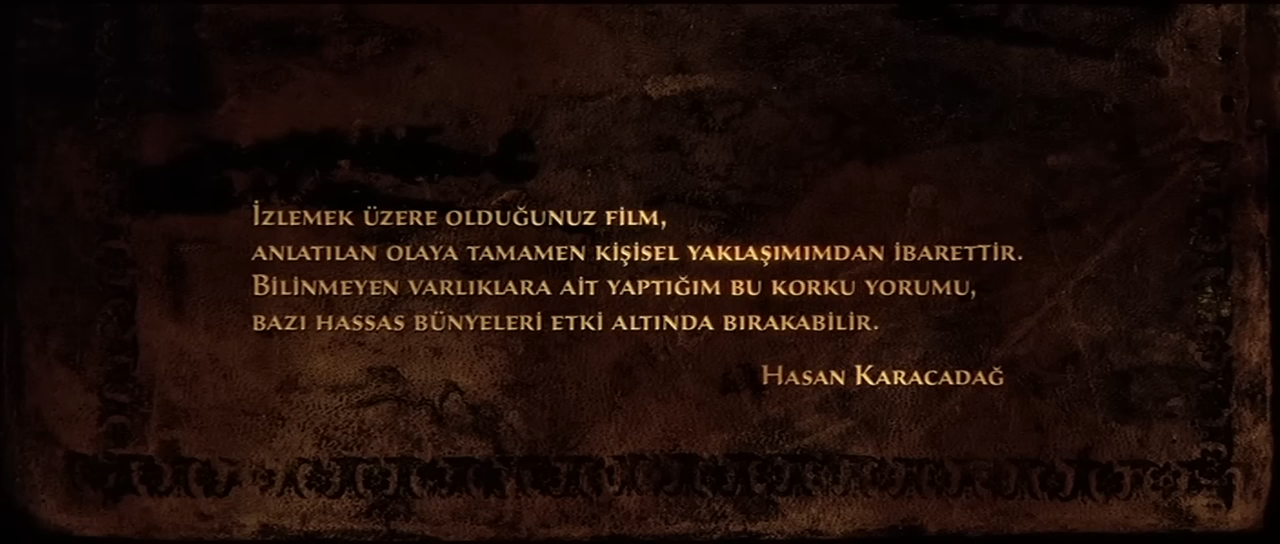 İzlemek üzere olduğunuz film,
anlatılan olaya tamamen kişisel yaklaşımımdan ibarettir.
Bilinmeyen varlıklara ait yaptığım bu korku yorumu,
bazı hassas bünyeleri etki altında bırakabilir.
Hasan Karacadağ